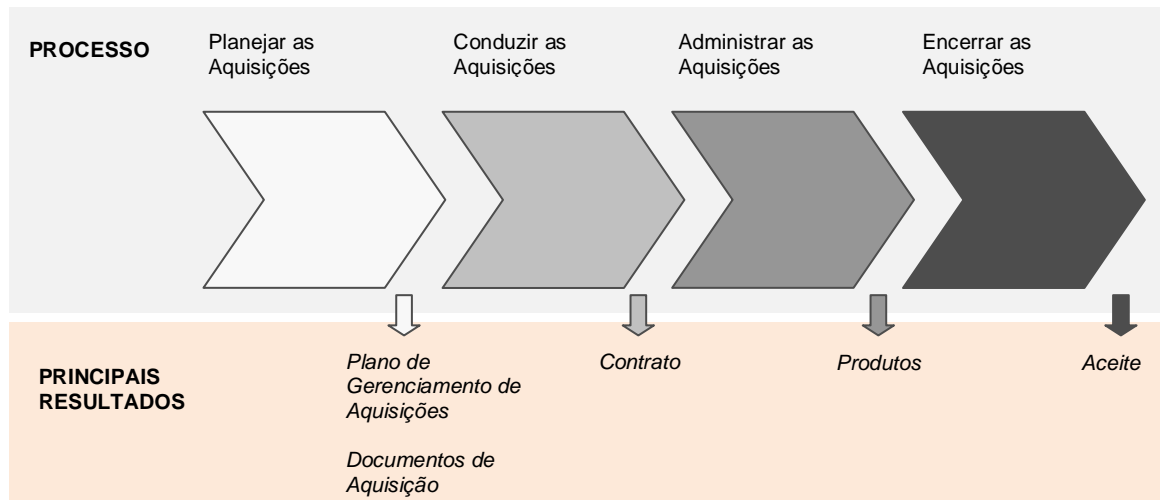 PROCESSO
Planejar as
Aquisições
Conduzir as
Aquisições
Administrar as
Aquisições
Encerrar as
Aquisições
PRINCIPAIS
RESULTADOS
Plano de
Gerenciamento de
Aquisições
Documentos de
Aquisição
Contrato
Produtos
Aceite